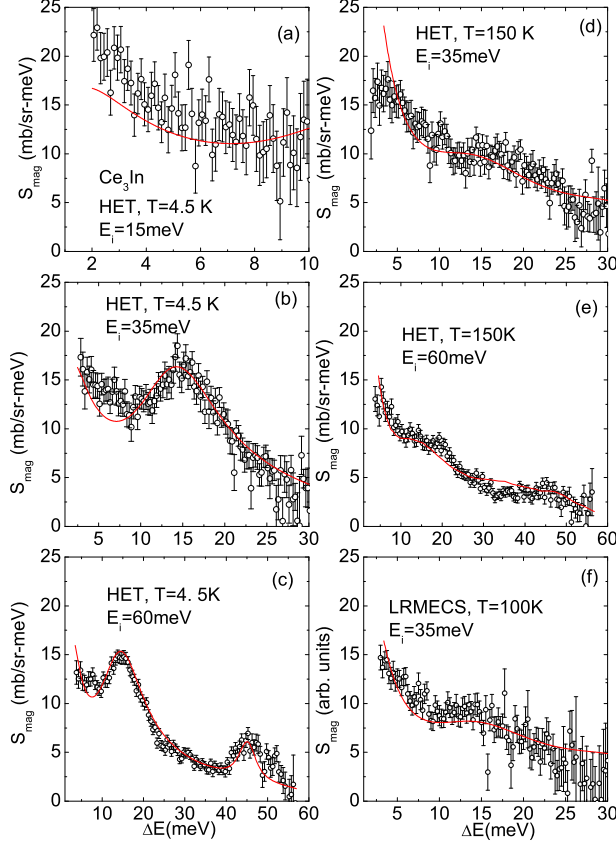 25
20
15
10
5
0
S_mag (mb/sr-meV)
(a)
Ce3In
HET, T=4.5 K
Ei=15meV
2 4 6 8 10
25
20
15
10
5
0
S_mag (mb/sr-meV)
(b)
HET, T=4.5 K
Ei=35meV
5 10 15 20 25 30
25
20
15
10
5
0
S_mag (mb/sr-meV)
(c)
HET, T=4. 5K
Ei=60meV
10 20 30 40 50 60
ΔE(meV)
25
20
15
10
5
0
S_mag (mb/sr-meV)
(d)
HET, T=150 K
Ei=35meV
5 10 15 20 25 30
25
20
15
10
5
0
S_mag (mb/sr-meV)
(e)
HET, T=150K
Ei=60meV
10 20 30 40 50 60
25
20
15
10
5
0
S_mag (arb. units)
(f)
LRMECS, T=100K
Ei=35meV
5 10 15 20 25 30
ΔE(meV)